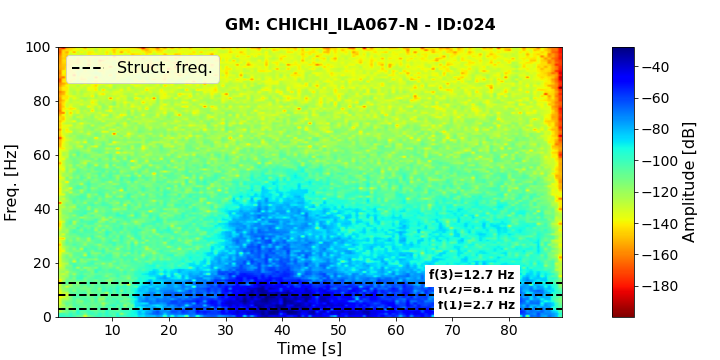 GM: CHICHI_ILA067-N - ID:024
100
80
60
40
20
0
Freq. [Hz]
Struct. freq.
f(3)=12.7 Hz
f(2)=8.1 Hz
f(1)=2.7 Hz
10 20 30 40 50 60 70 80
Time [s]
−40
−60
−80
−100
−120
−140
−160
−180
Amplitude [dB]